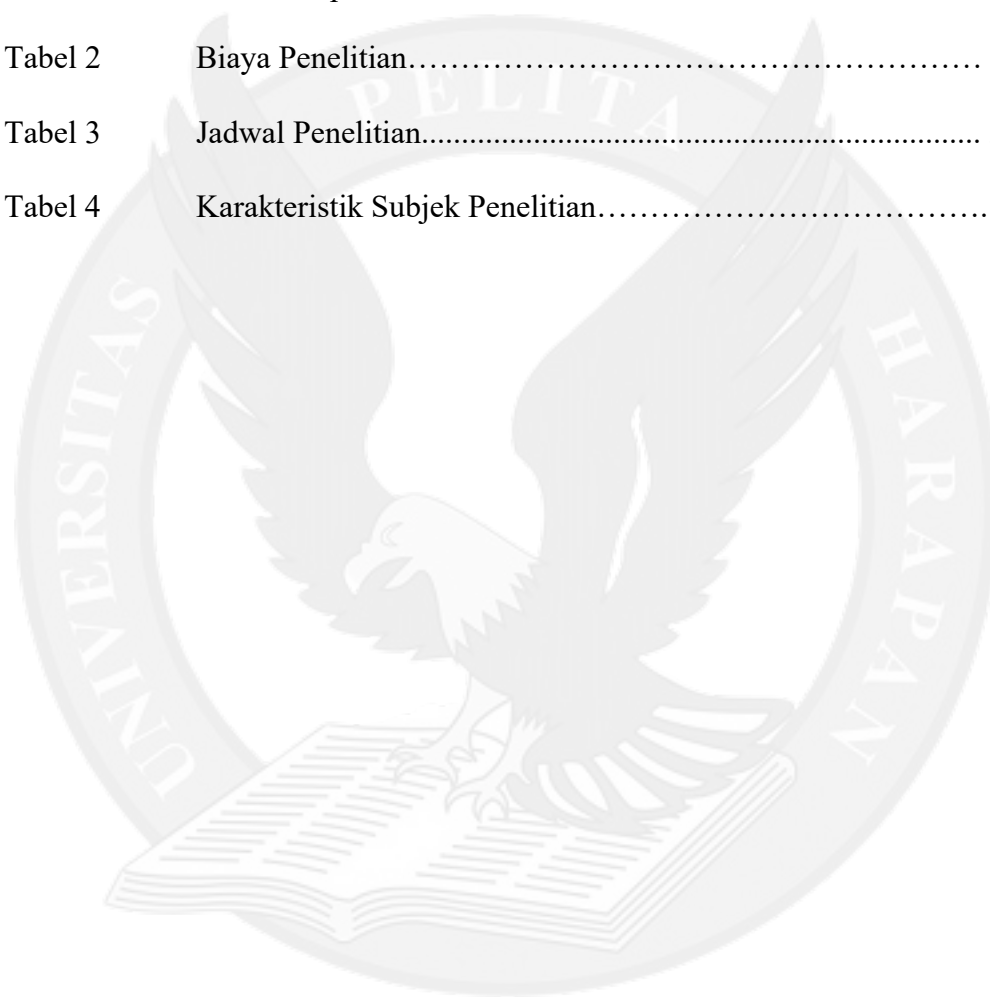 Tabel 2 Biaya Penelitian………………………………………………
Tabel 3 Jadwal Penelitian.....................................................................
Tabel 4 Karakteristik Subjek Penelitian……………………………….
UNIVERSITAS PELITA HARAPAN